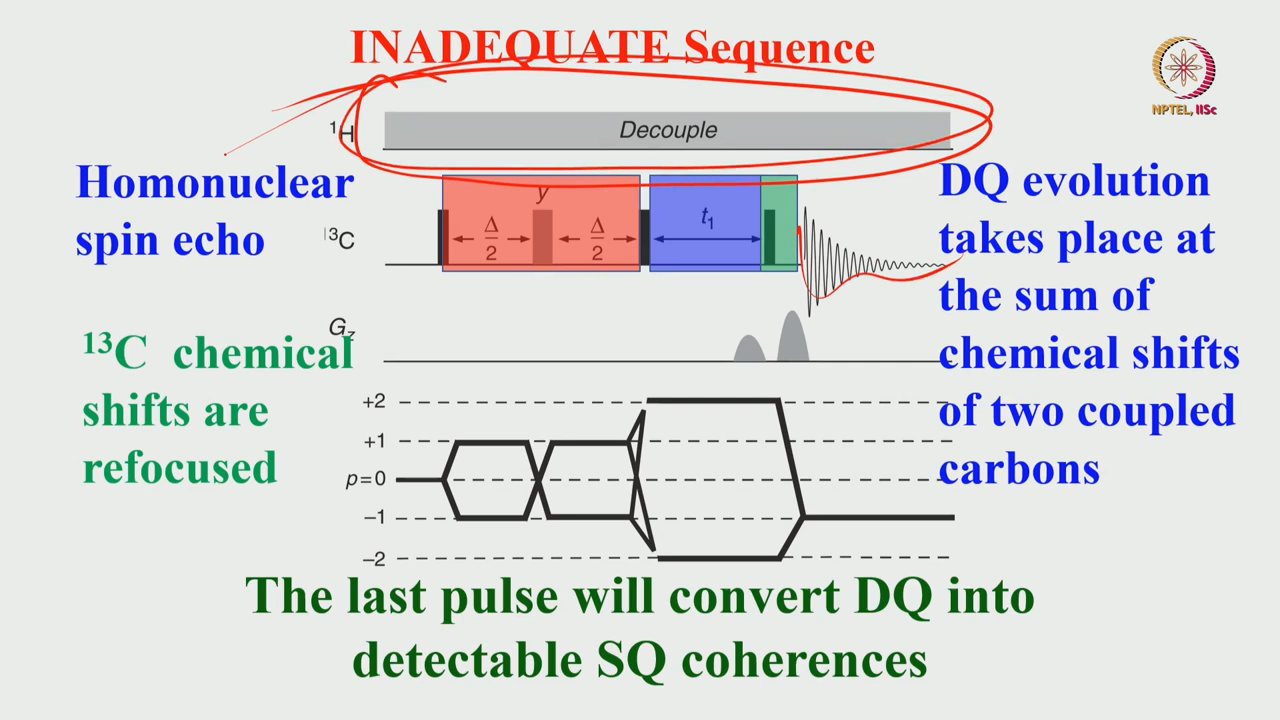 INADEQUATE Sequence
NPTEL, IISc
¹H
Decouple
Homonuclear
spin echo
¹³C
y
Δ/2
Δ/2
t₁
DQ evolution
takes place at
the sum of
chemical shifts
of two coupled
carbons
G_z
¹³C chemical
shifts are
refocused
+2
+1
p=0
−1
−2
The last pulse will convert DQ into
detectable SQ coherences